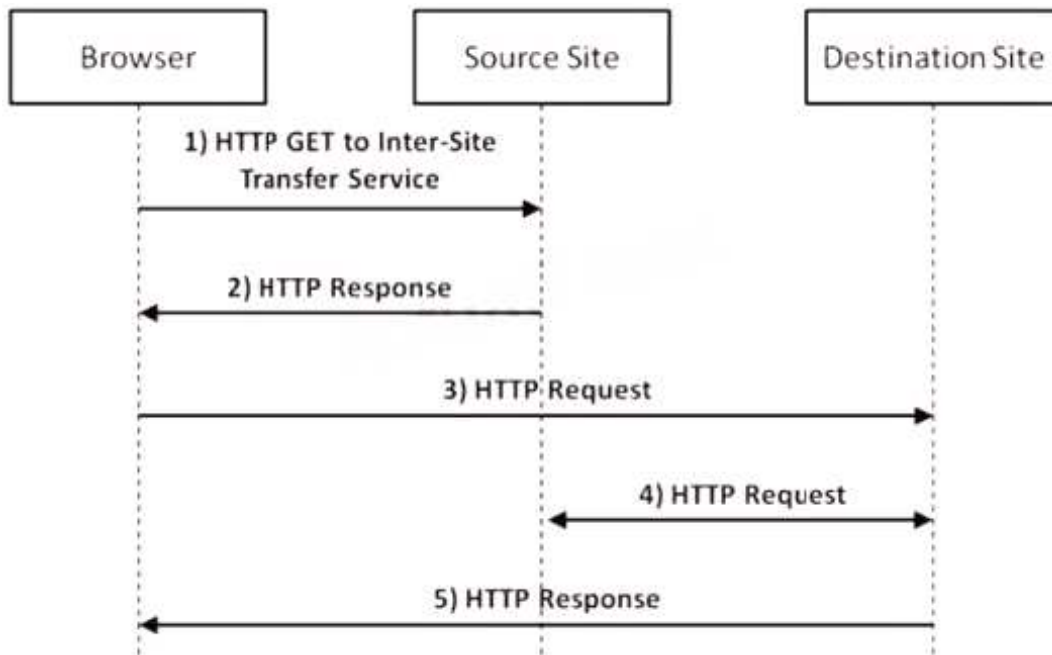 Browser
Source Site
Destination Site
1) HTTP GET to Inter-Site
Transfer Service
2) HTTP Response
3) HTTP Request
4) HTTP Request
5) HTTP Response